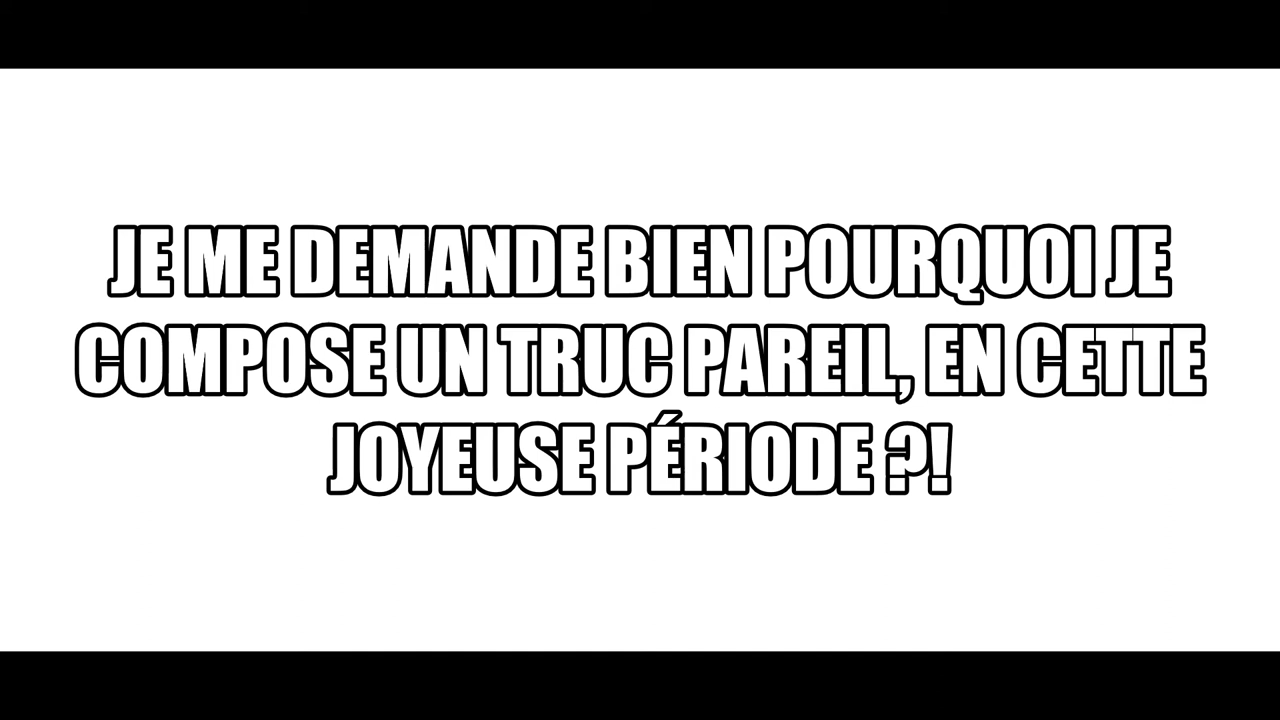 JE ME DEMANDE BIEN POURQUOI JE
COMPOSE UN TRUC PAREIL, EN CETTE
JOYEUSE PÉRIODE ?!